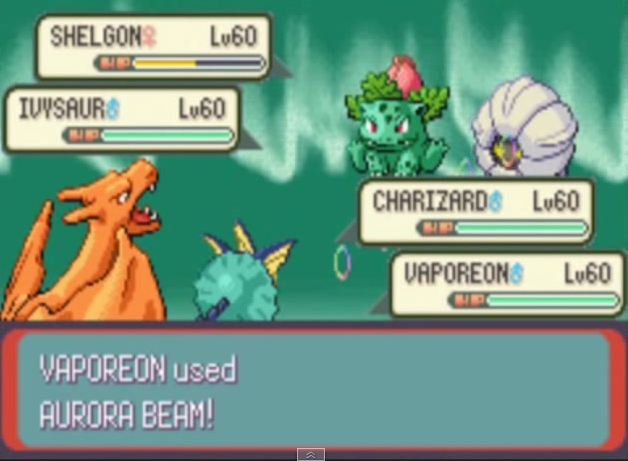 SHELGON♀ Lv60
HP
IVYSAUR♂ Lv60
HP
CHARIZARD♂ Lv60
HP
VAPOREON♂ Lv60
HP
VAPOREON used
AURORA BEAM!